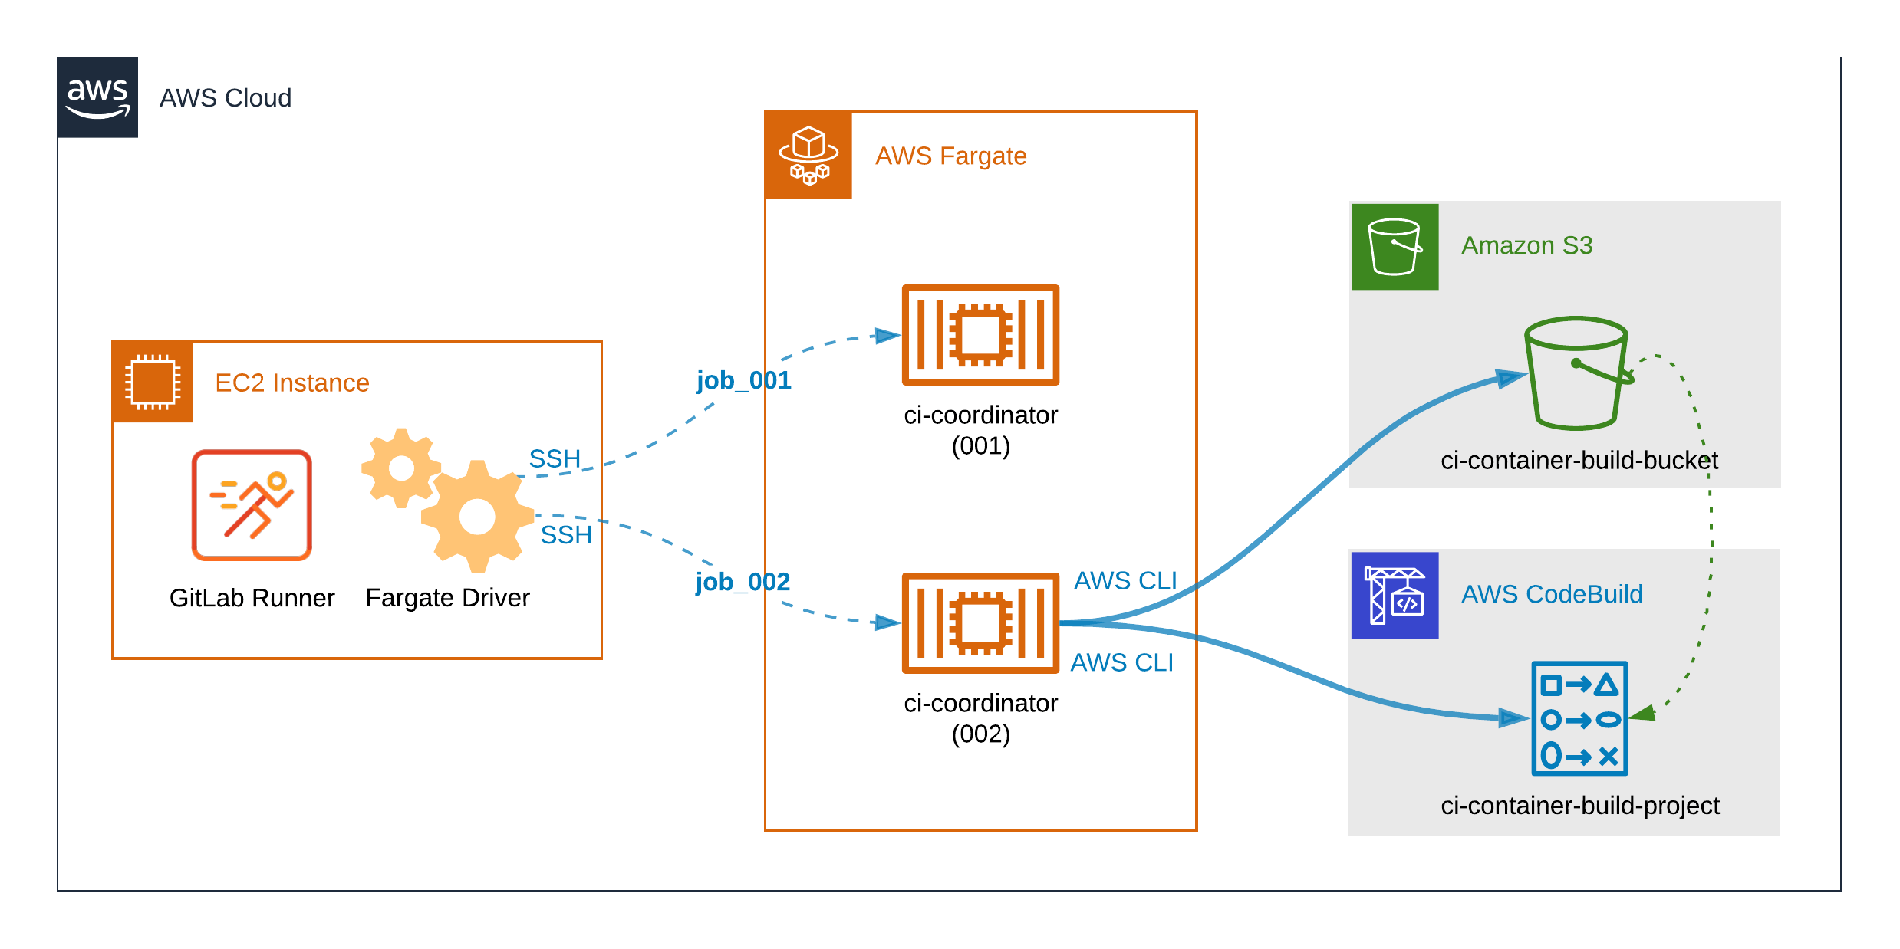 aws
AWS Cloud
AWS Fargate
Amazon S3
EC2 Instance
job_001
ci-coordinator
(001)
SSH
ci-container-build-bucket
SSH
GitLab Runner
Fargate Driver
job_002
AWS CLI
AWS CodeBuild
</>
AWS CLI
ci-coordinator
(002)
ci-container-build-project